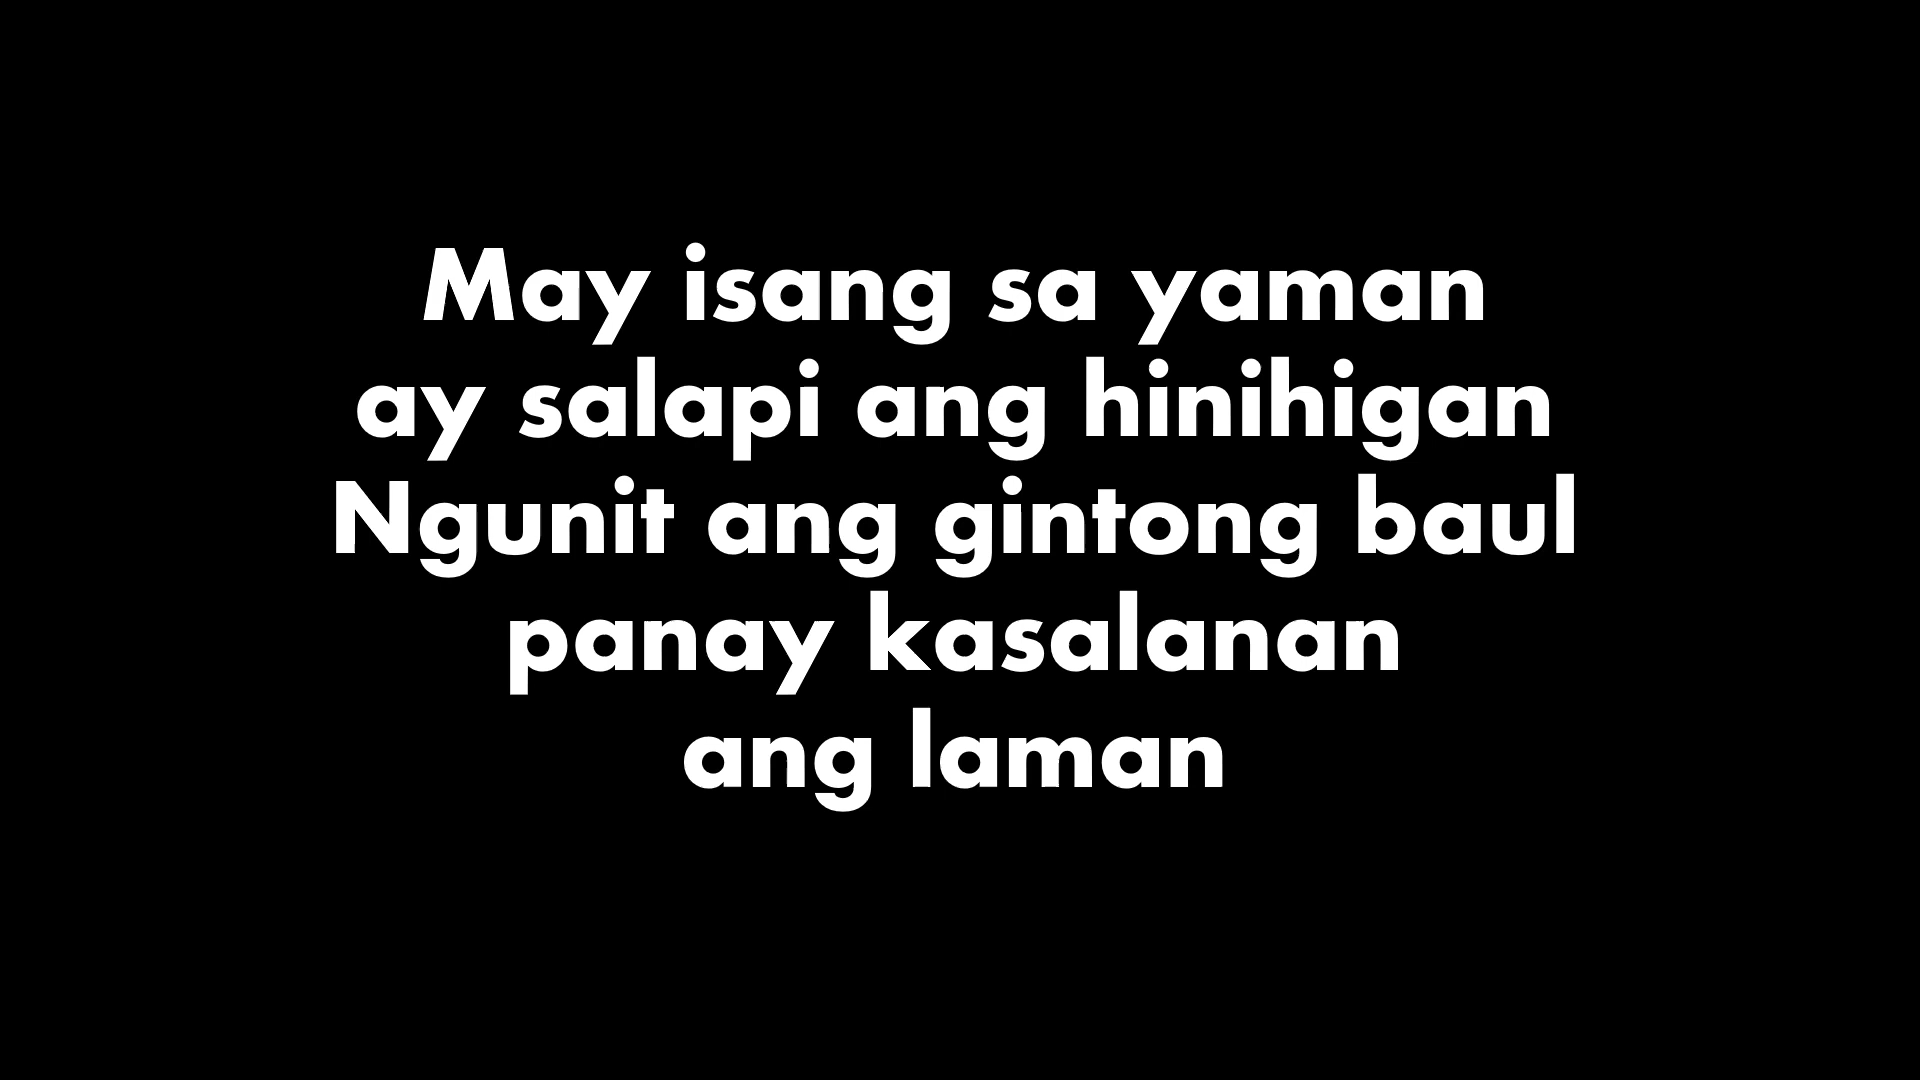 May isang sa yaman
ay salapi ang hinihigan
Ngunit ang gintong baul
panay kasalanan
ang laman